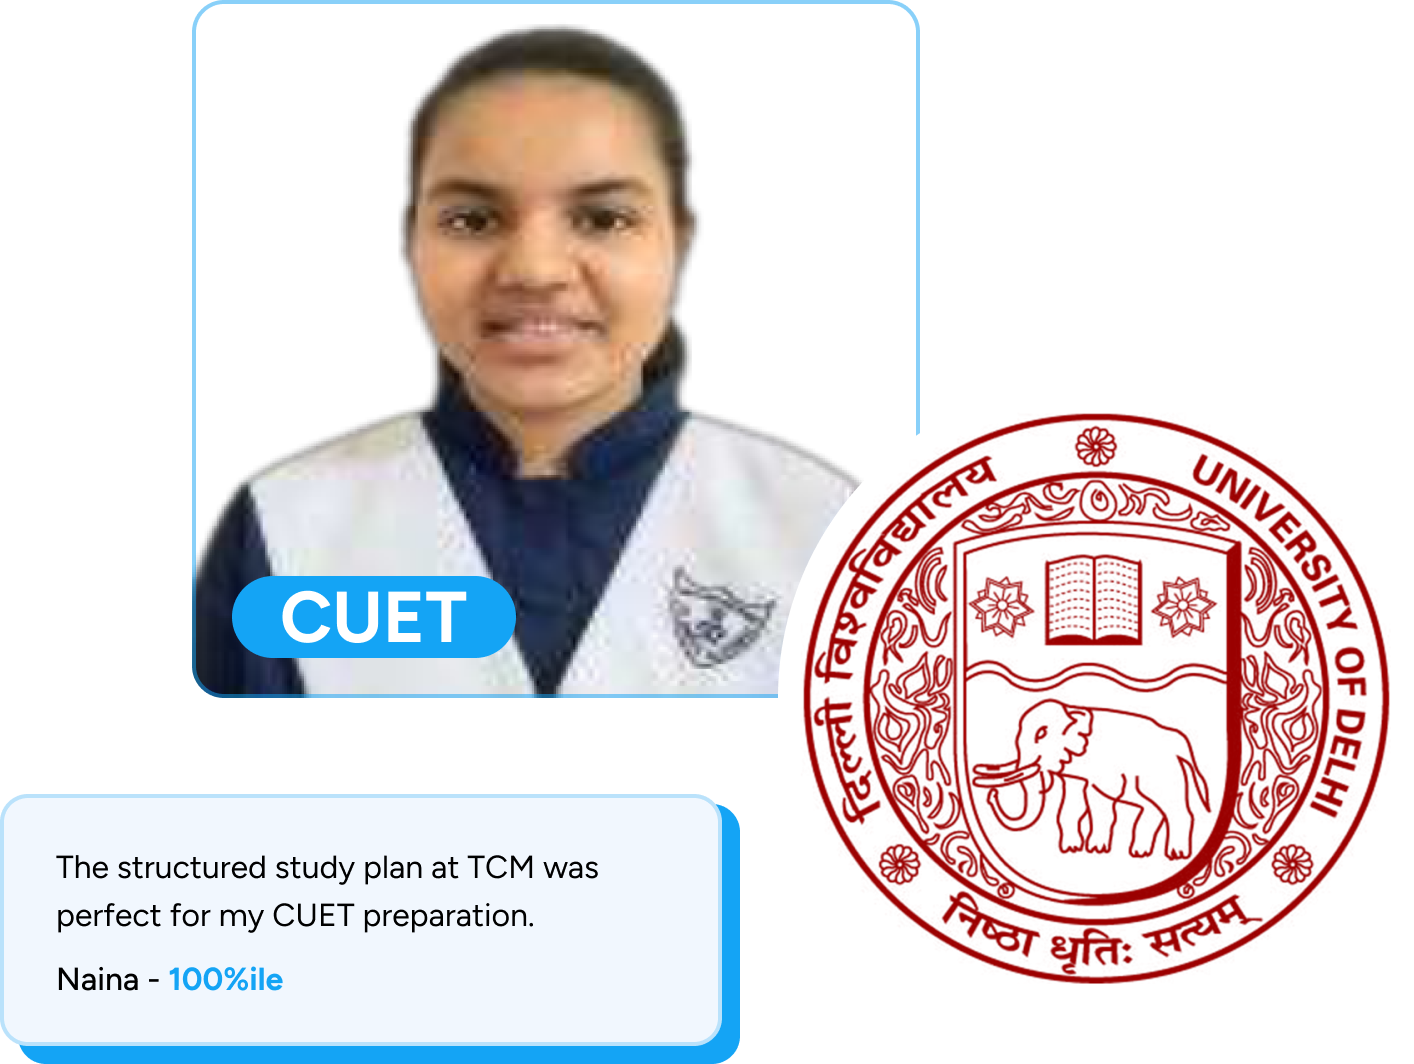 CUET
दिल्ली विश्वविद्यालय
UNIVERSITY OF DELHI
निष्ठा धृतिः सत्यम्
The structured study plan at TCM was
perfect for my CUET preparation.
Naina - 100%ile